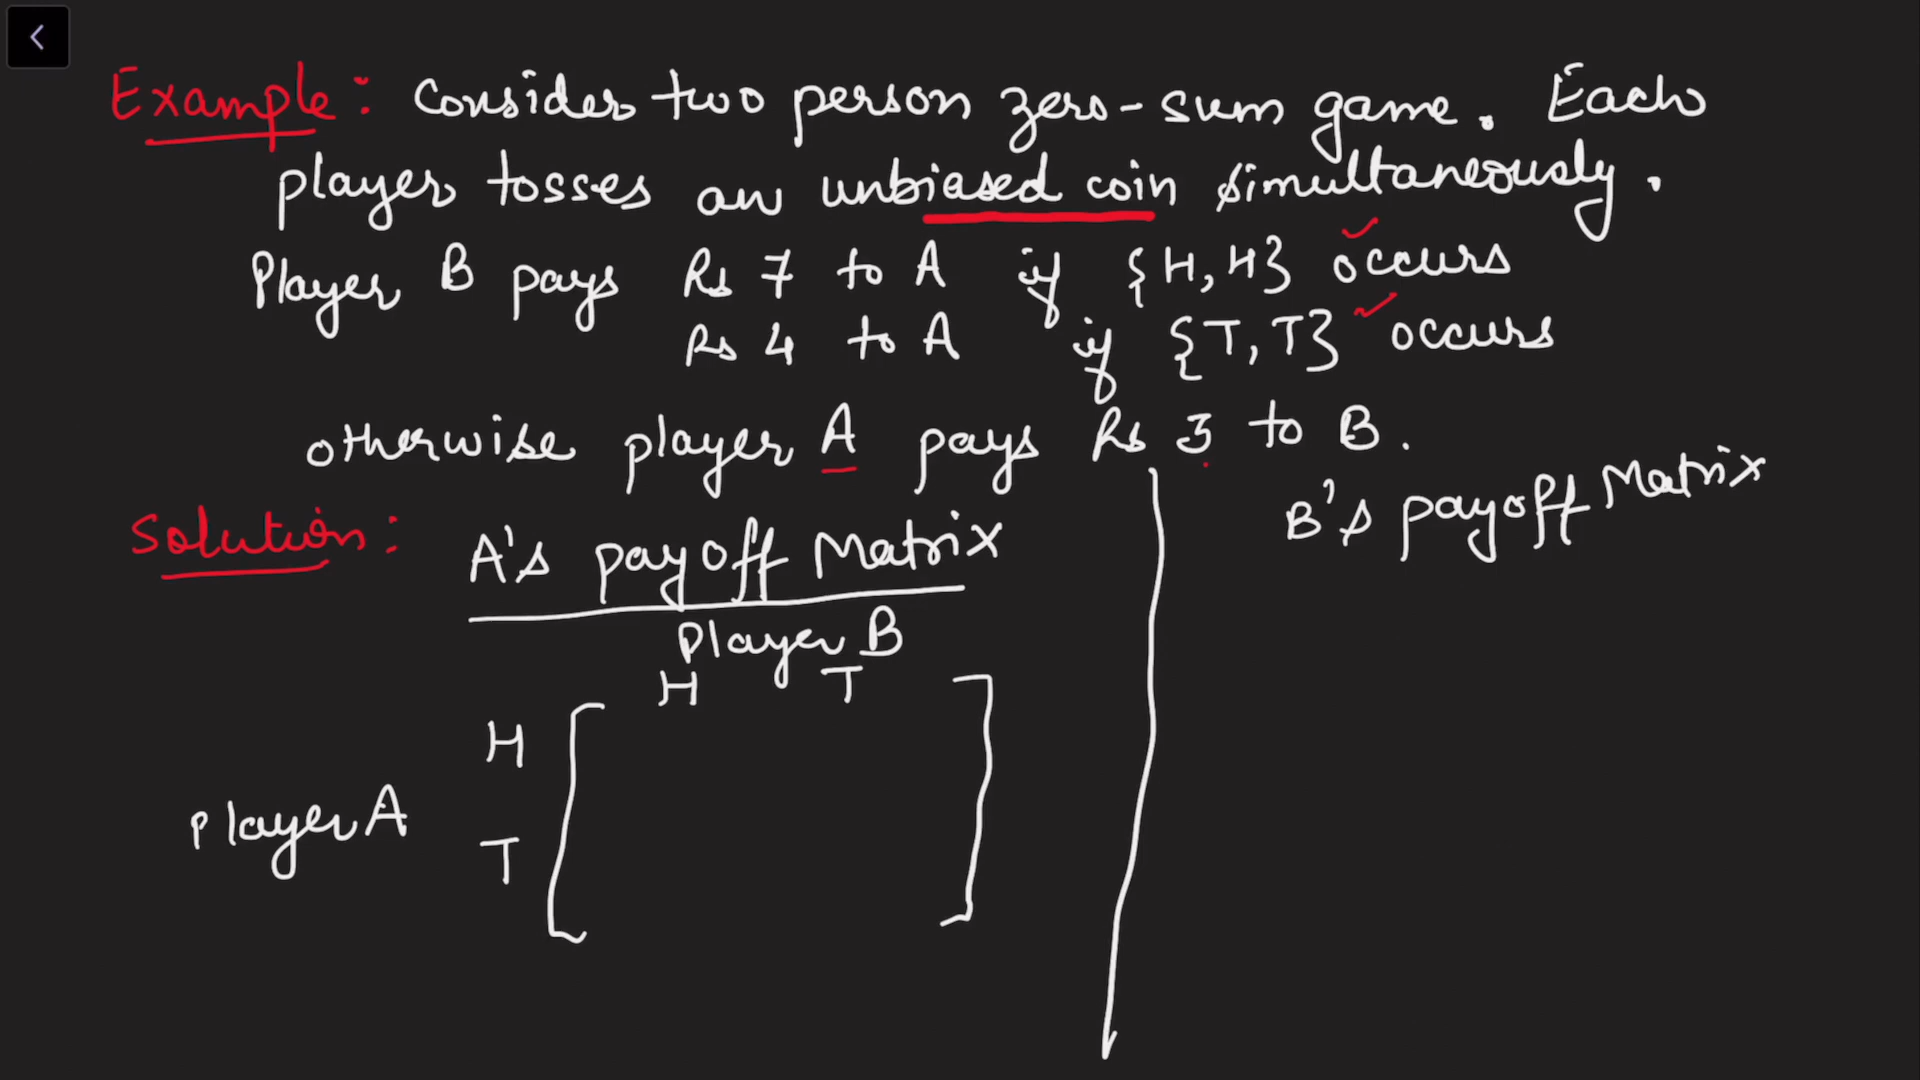 Example: Consider two person zero-sum game. Each
player tosses an unbiased coin simultaneously.
Player B pays Rs 7 to A if {H, H} occurs
Rs 4 to A if {T, T} occurs
otherwise player A pays Rs 3 to B.
Solution: A's payoff Matrix
Player B
H T
H
Player A
T
B's payoff Matrix